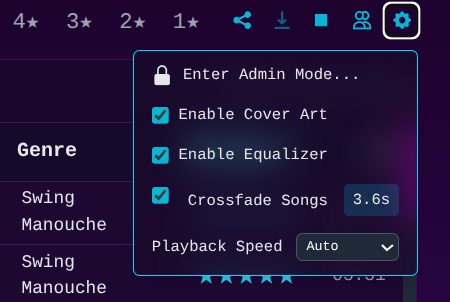 4★ 3★ 2★ 1★
Enter Admin Mode...
Enable Cover Art
Genre
Enable Equalizer
Swing
Crossfade Songs 3.6s
Manouche
Playback Speed Auto
Swing
★★★★★
Manouche